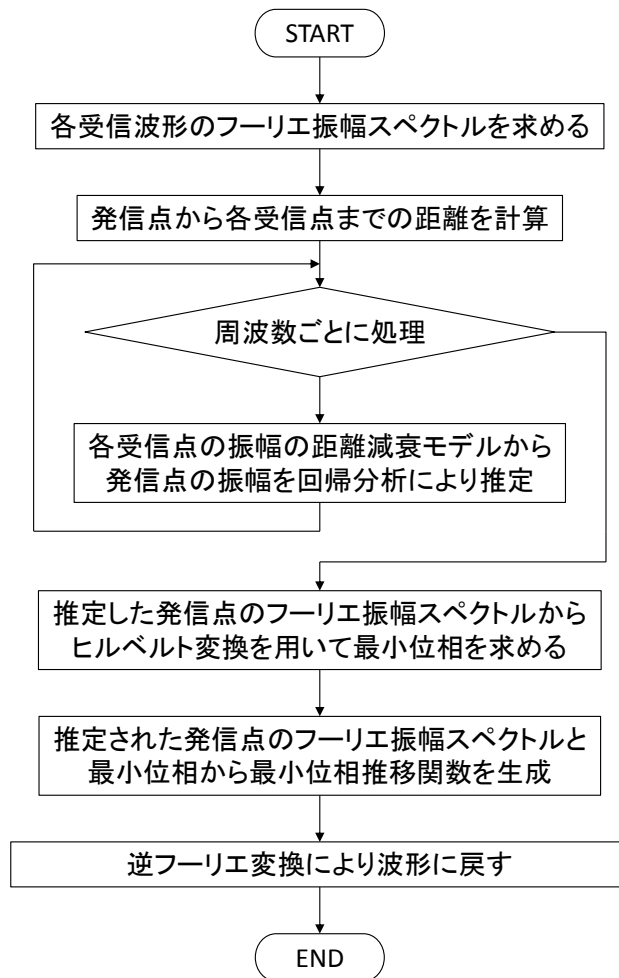 START
各受信波形のフーリエ振幅スペクトルを求める
発信点から各受信点までの距離を計算
周波数ごとに処理
各受信点の振幅の距離減衰モデルから
発信点の振幅を回帰分析により推定
推定した発信点のフーリエ振幅スペクトルから
ヒルベルト変換を用いて最小位相を求める
推定された発信点のフーリエ振幅スペクトルと
最小位相から最小位相推移関数を生成
逆フーリエ変換により波形に戻す
END